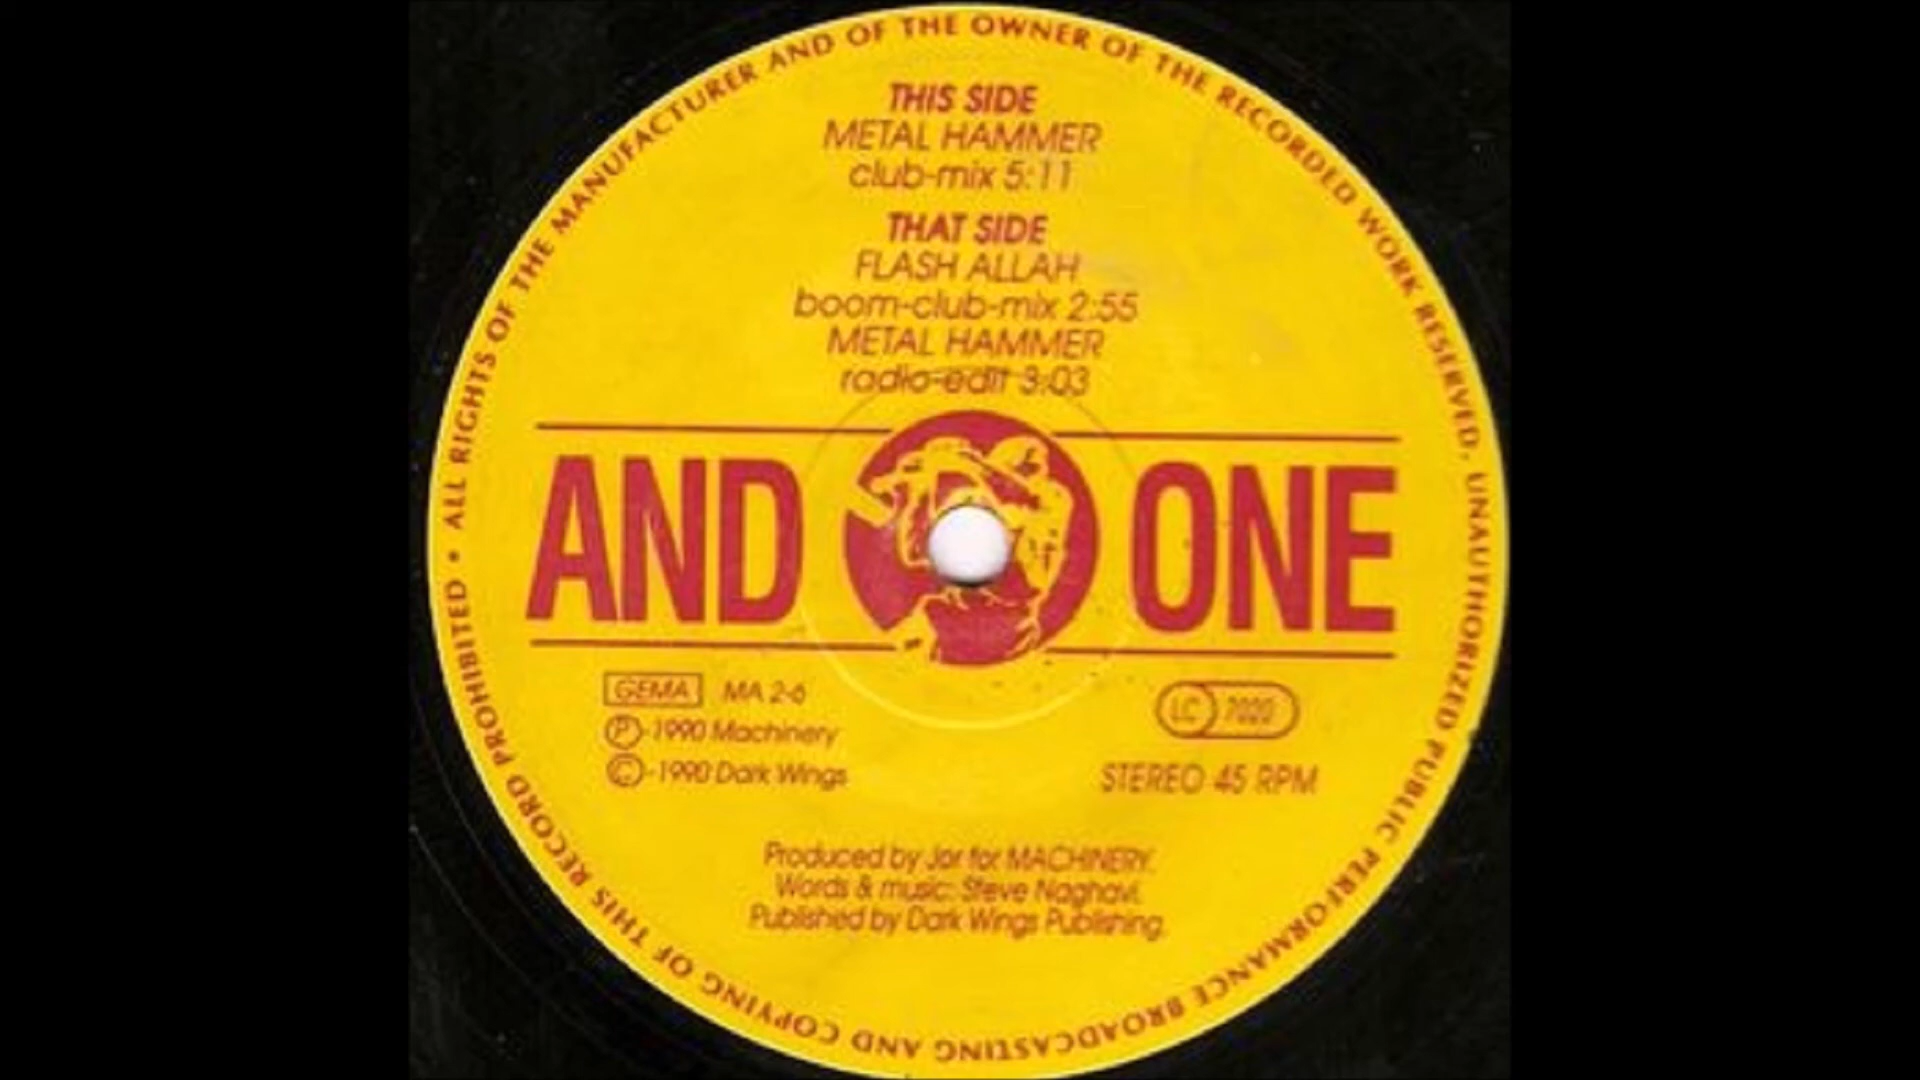 THIS SIDE
METAL HAMMER
club-mix 5:11
THAT SIDE
FLASH ALLAH
boom-club-mix 2:55
METAL HAMMER
radio-edit 3:03
AND ONE
GEMA MA 2-6
Ⓟ-1990 Machinery
©-1990 Dark Wings
LC 7020
STEREO 45 RPM
Produced by Jor for MACHINERY.
Words & music: Steve Naghavi.
Published by Dark Wings Publishing.
• ALL RIGHTS OF THE MANUFACTURER AND OF THE OWNER OF THE RECORDED WORK RESERVED, UNAUTHORIZED PUBLIC PERFORMANCE BROADCASTING AND COPYING OF THIS RECORD PROHIBITED